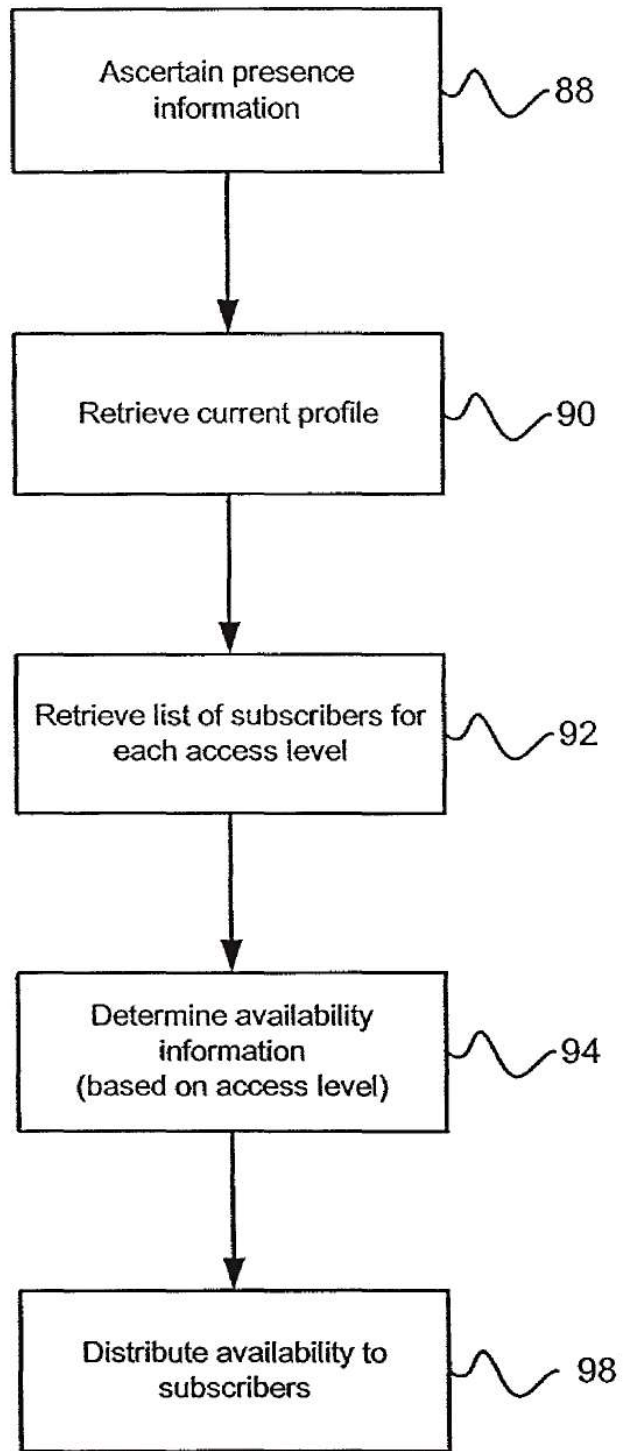 Ascertain presence
information
88
Retrieve current profile
90
Retrieve list of subscribers for
each access level
92
Determine availability
information
(based on access level)
94
Distribute availability to
subscribers
98